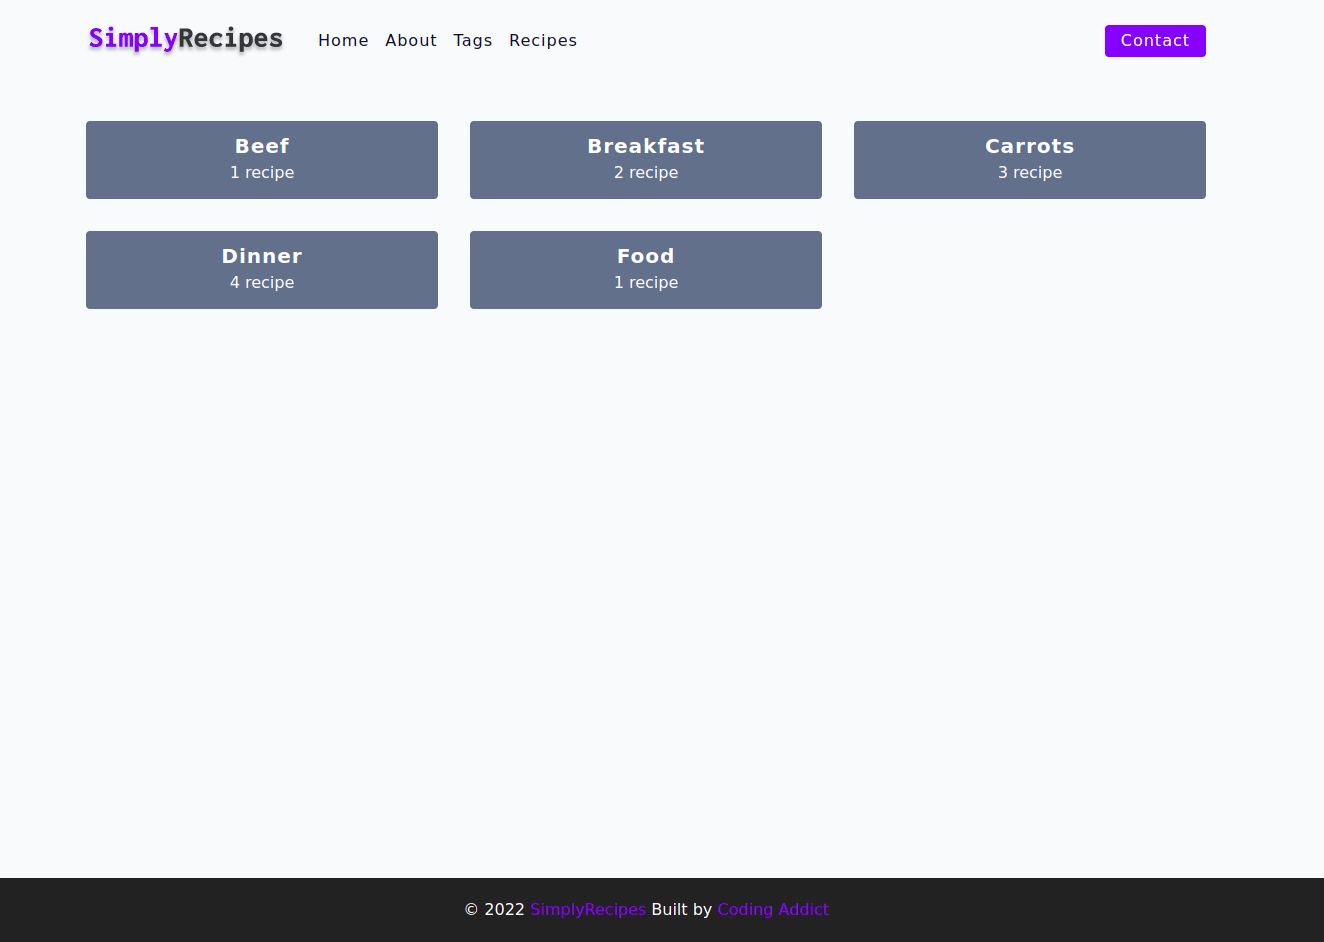 SimplyRecipes Home About Tags Recipes Contact
Beef
1 recipe
Breakfast
2 recipe
Carrots
3 recipe
Dinner
4 recipe
Food
1 recipe
© 2022 SimplyRecipes Built by Coding Addict